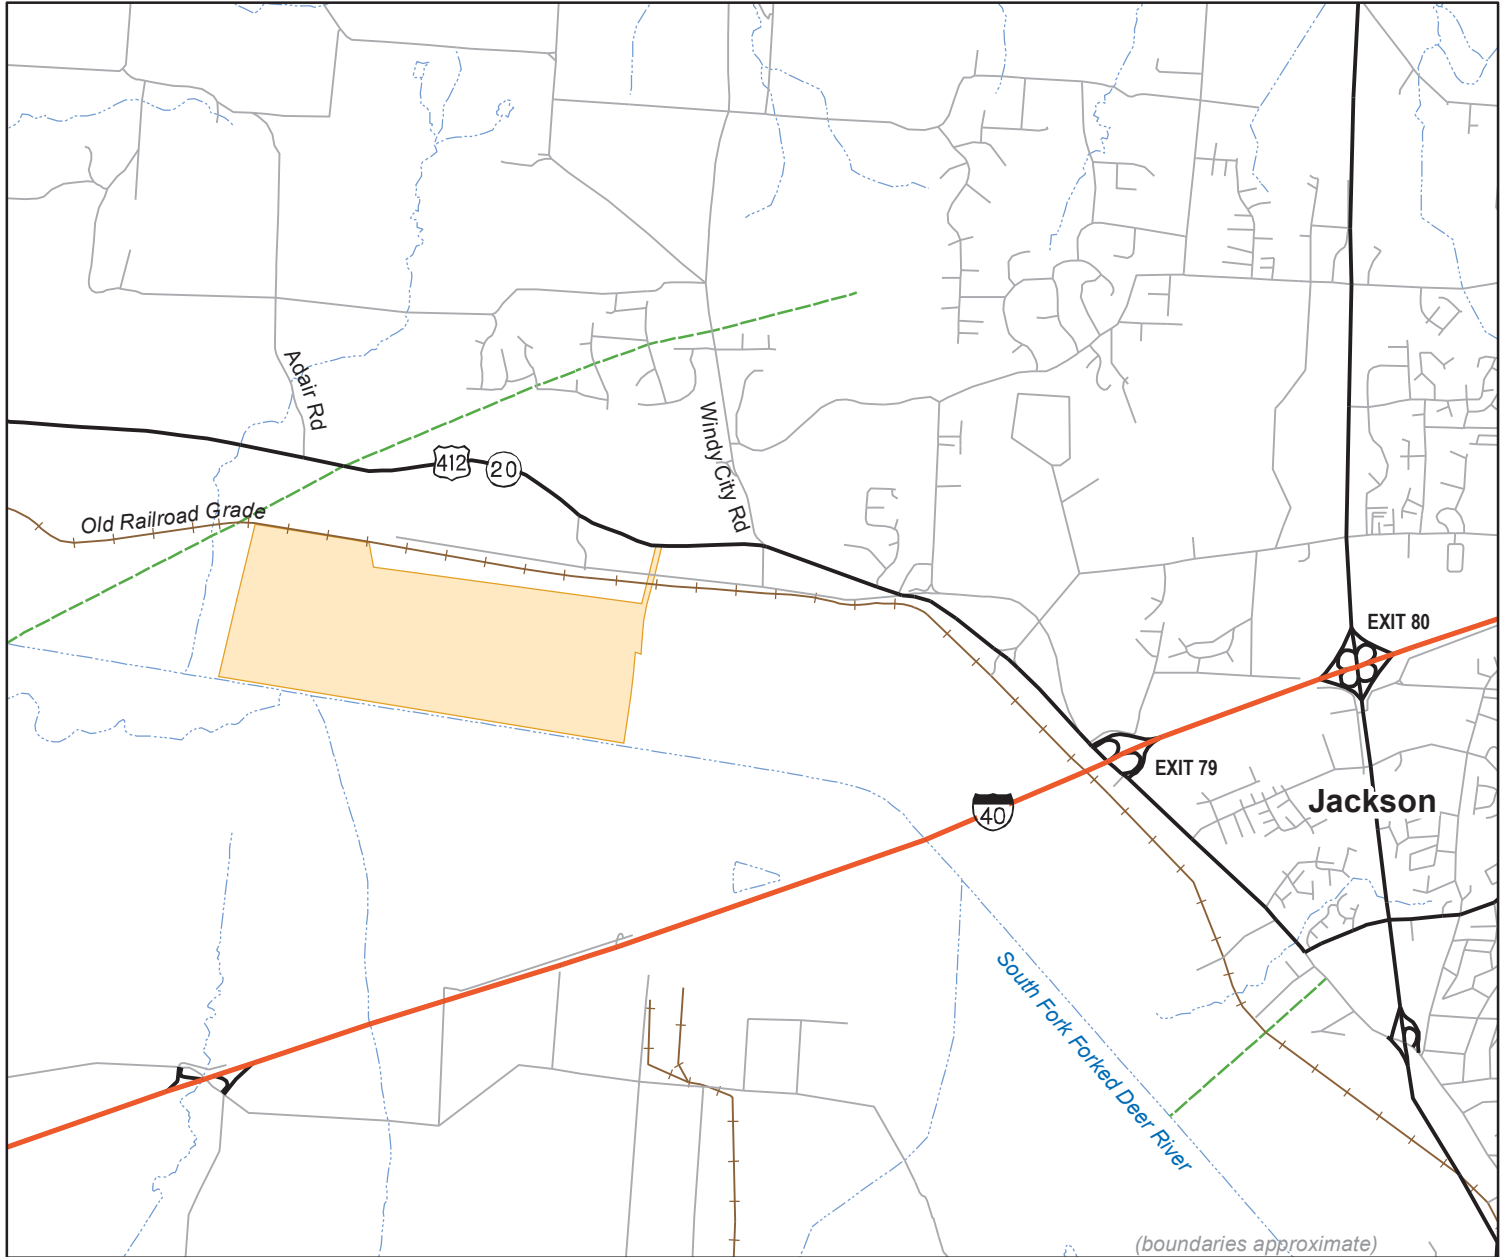 Adair Rd
Windy City Rd
412
20
Old Railroad Grade
EXIT 80
EXIT 79
Jackson
40
South Fork Forked Deer River
(boundaries approximate)